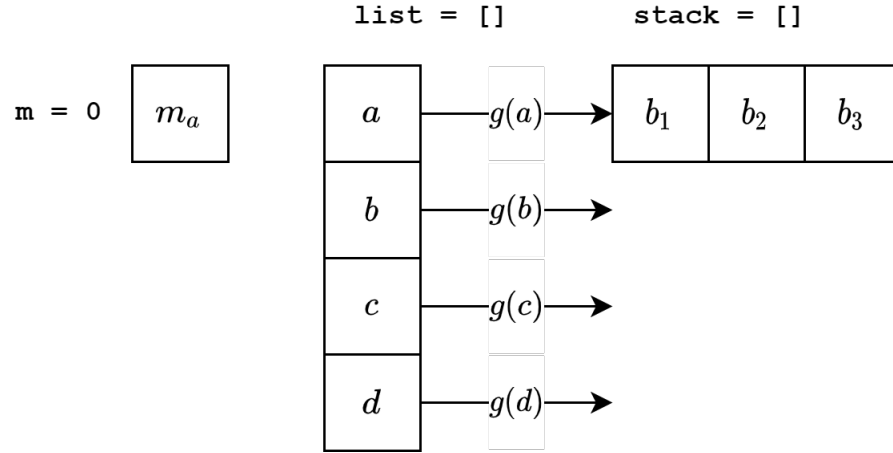 list = [] stack = []
m = 0 m_a a g(a) b_1 b_2 b_3
b g(b)
c g(c)
d g(d)